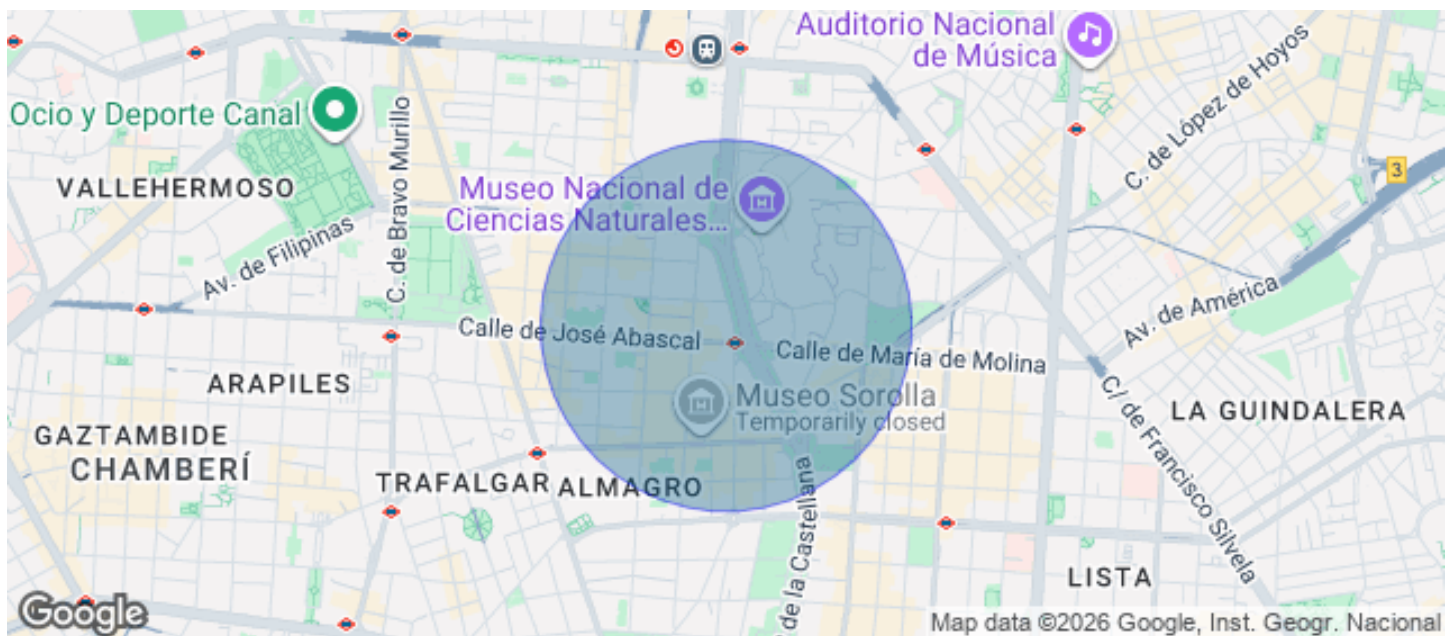 Auditorio Nacional
de Música
C. de López de Hoyos
Ocio y Deporte Canal
C. de Bravo Murillo
3
VALLEHERMOSO
Museo Nacional de
Ciencias Naturales...
Av. de Filipinas
Av. de América
Calle de José Abascal
Calle de María de Molina
ARAPILES
Museo Sorolla
Temporarily closed
C/ de Francisco Silvela
LA GUINDALERA
GAZTAMBIDE
CHAMBERÍ
TRAFALGAR
ALMAGRO
de la Castellana
LISTA
Google
Map data ©2026 Google, Inst. Geogr. Nacional